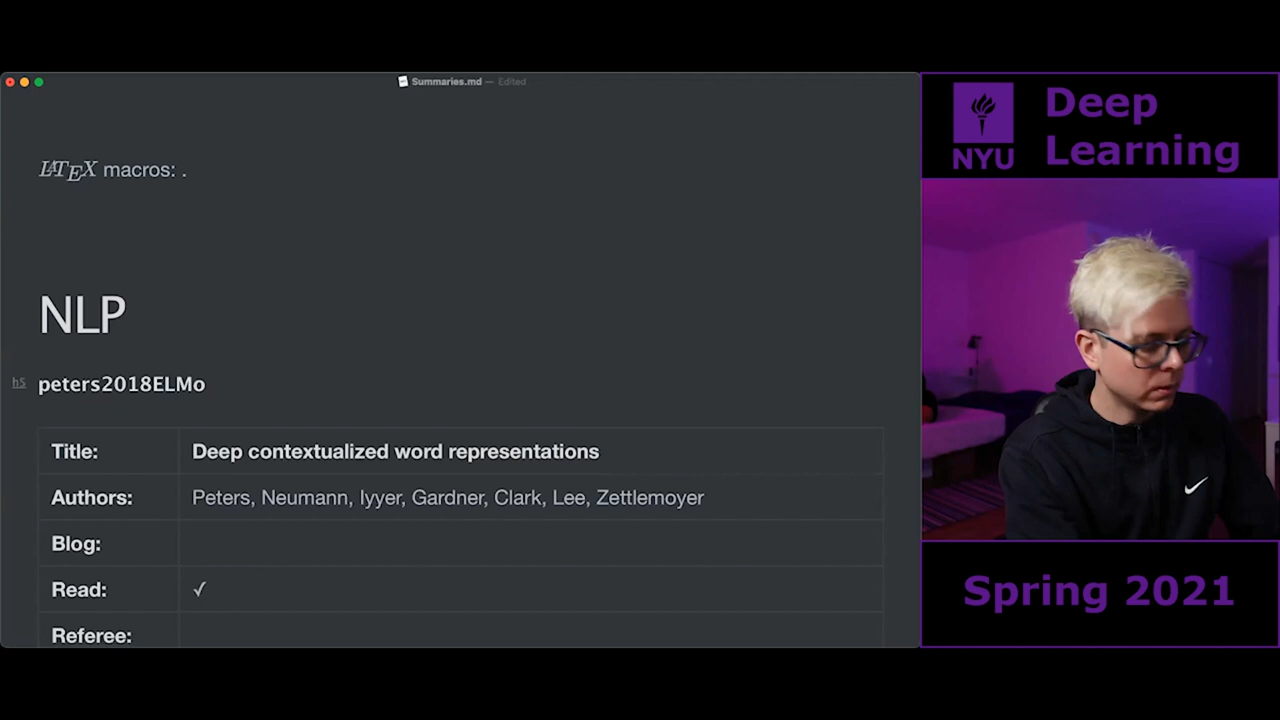 Summaries.md — Edited
LATEX macros: .
NLP
h5 peters2018ELMo
Title: Deep contextualized word representations
Authors: Peters, Neumann, Iyyer, Gardner, Clark, Lee, Zettlemoyer
Blog:
Read: ✓
Referee:
NYU
Deep
Learning
Spring 2021